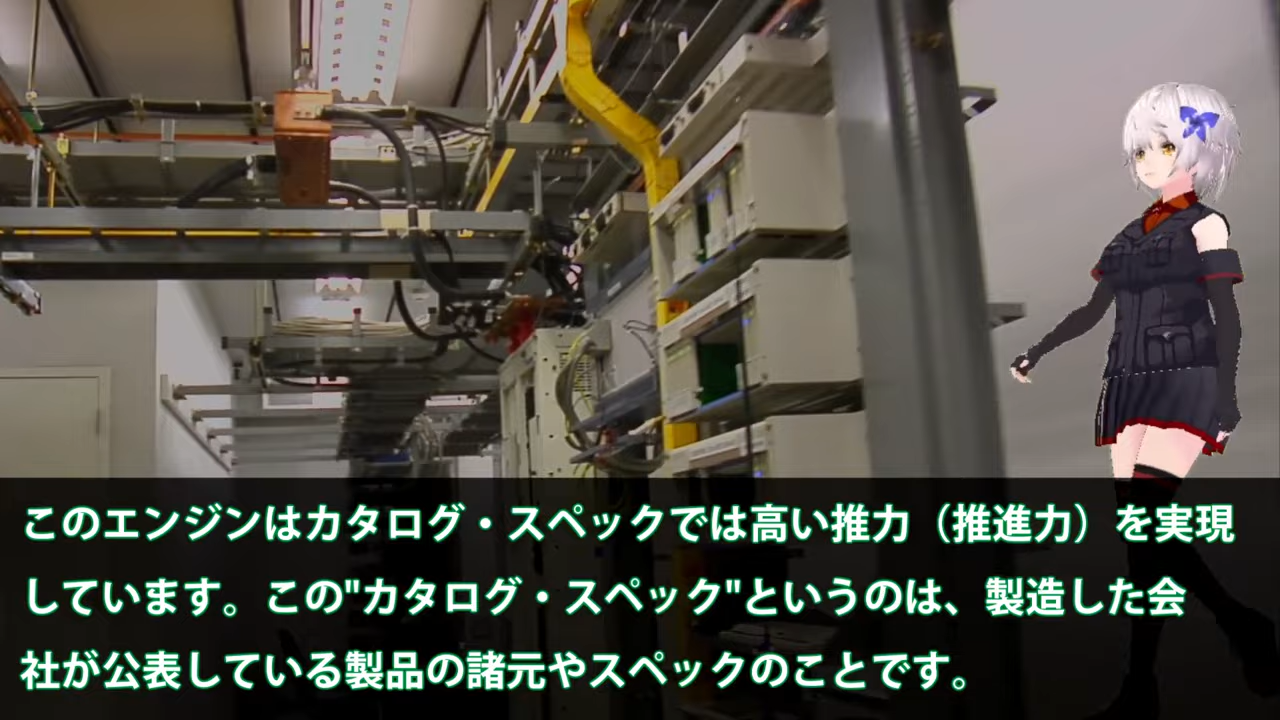 このエンジンはカタログ・スペックでは高い推力（推進力）を実現
しています。この"カタログ・スペック"というのは、製造した会
社が公表している製品の諸元やスペックのことです。